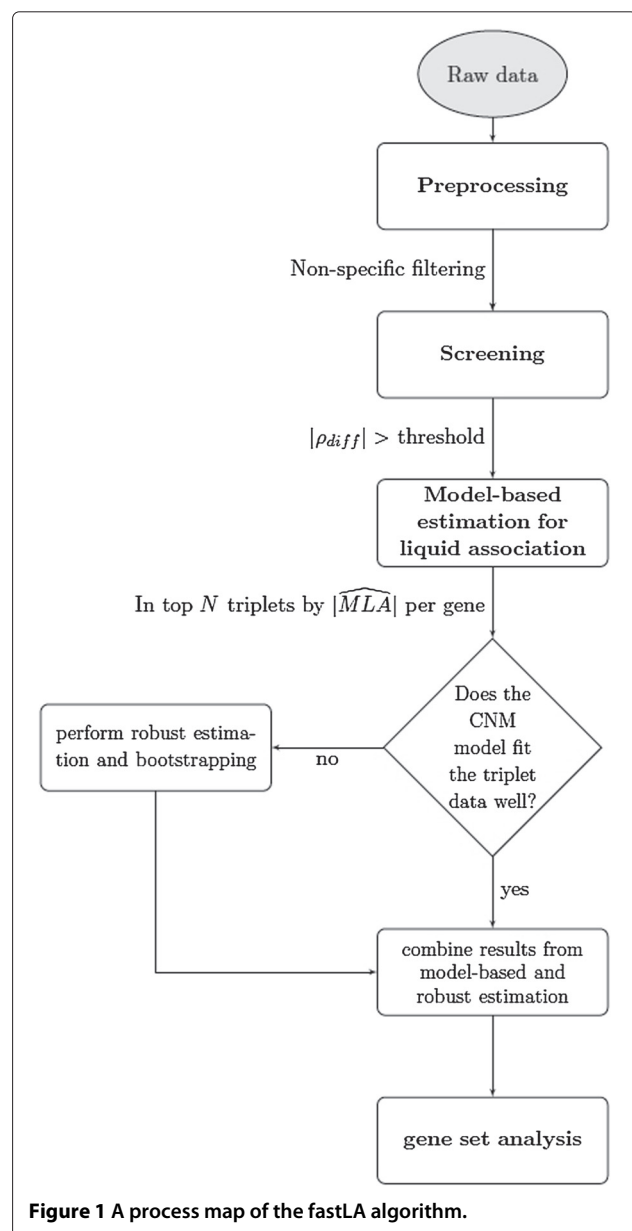 Raw data
Preprocessing
Non-specific filtering
Screening
|ρ_diff| > threshold
Model-based
estimation for
liquid association
In top N triplets by |\widehat{MLA}| per gene
Does the
CNM
model fit
the triplet
data well?
perform robust estima-
tion and bootstrapping
no
yes
combine results from
model-based and
robust estimation
gene set analysis
Figure 1 A process map of the fastLA algorithm.